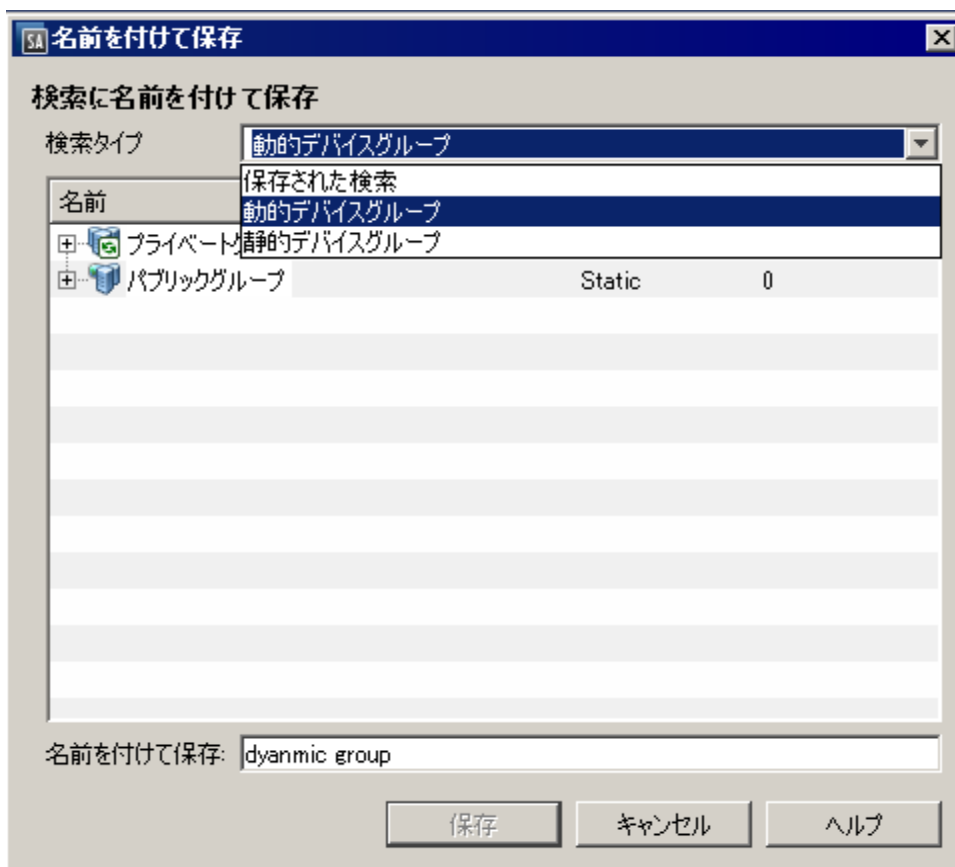 SA 名前を付けて保存
検索に名前を付けて保存
検索タイプ 動的デバイスグループ
保存された検索
動的デバイスグループ
静的デバイスグループ
名前
プライベート
パブリックグループ Static 0
名前を付けて保存: dyanmic group
保存 キャンセル ヘルプ